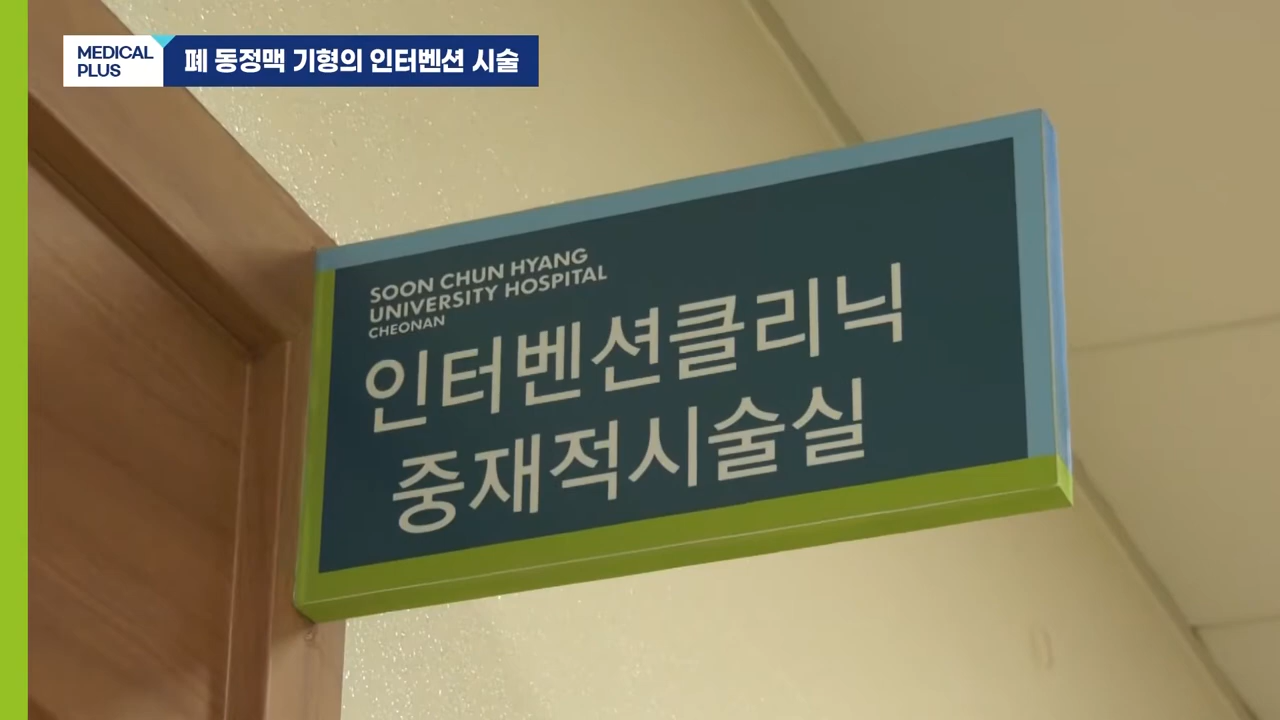 MEDICAL
PLUS
폐 동정맥 기형의 인터벤션 시술
SOON CHUN HYANG
UNIVERSITY HOSPITAL
CHEONAN
인터벤션클리닉
중재적시술실